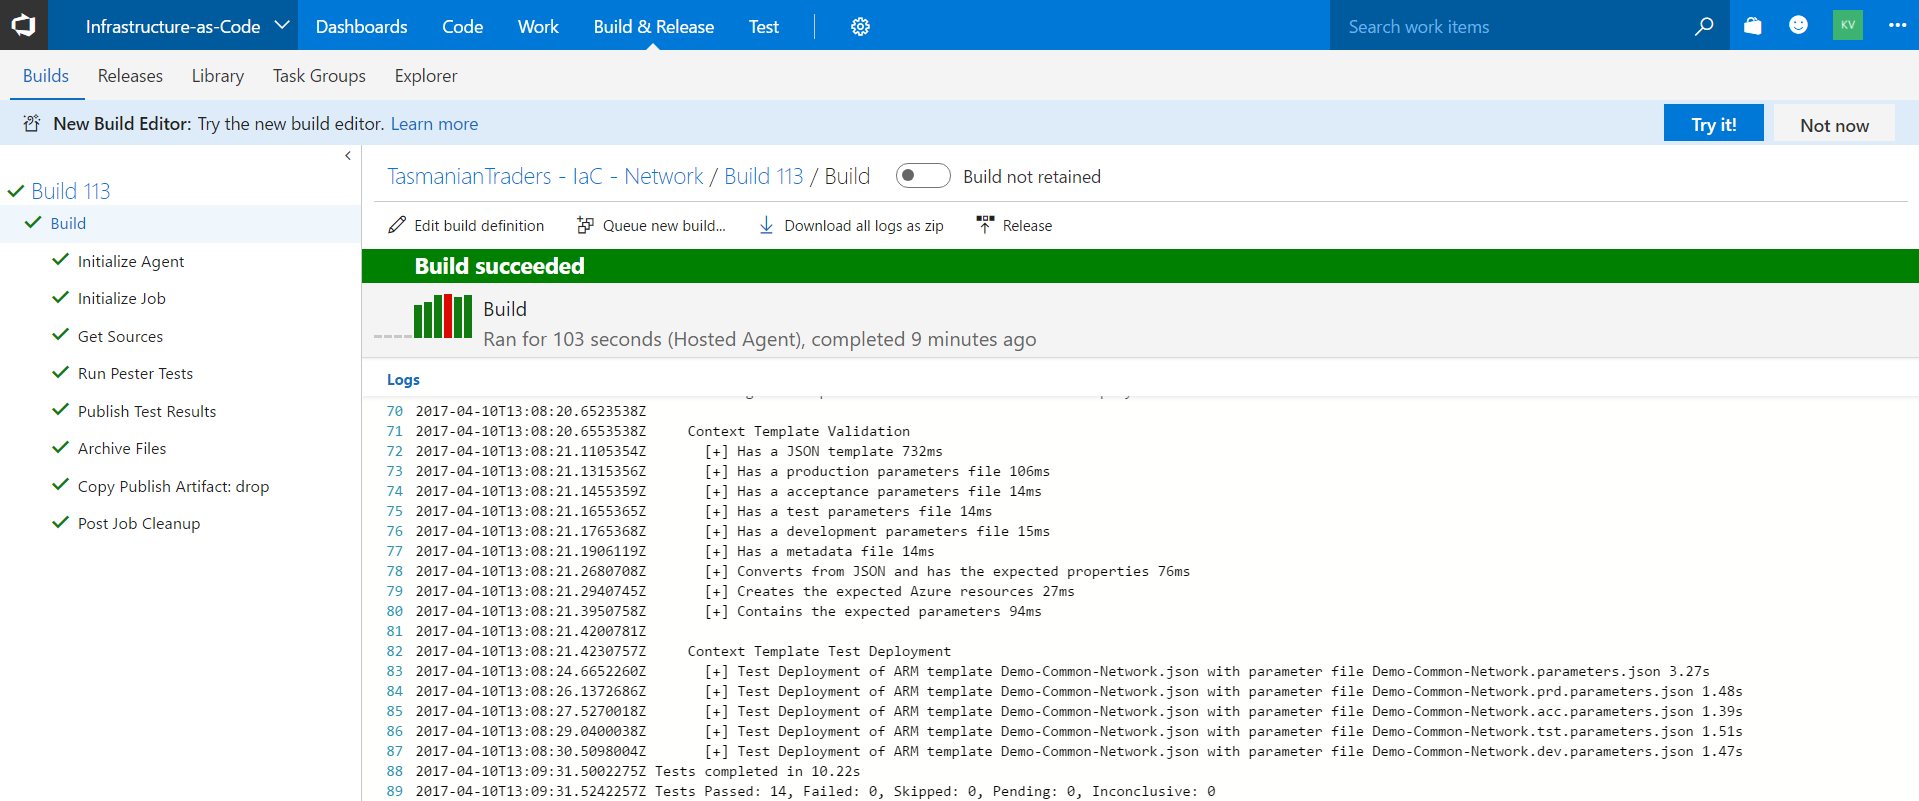 Infrastructure-as-Code Dashboards Code Work Build & Release Test Search work items KV
Builds Releases Library Task Groups Explorer
New Build Editor: Try the new build editor. Learn more Try it! Not now
Build 113
Build
Initialize Agent
Initialize Job
Get Sources
Run Pester Tests
Publish Test Results
Archive Files
Copy Publish Artifact: drop
Post Job Cleanup
TasmanianTraders - IaC - Network / Build 113 / Build Build not retained
Edit build definition Queue new build... Download all logs as zip Release
Build succeeded
Build
Ran for 103 seconds (Hosted Agent), completed 9 minutes ago
Logs
70 2017-04-10T13:08:20.6523538Z
71 2017-04-10T13:08:20.6553538Z Context Template Validation
72 2017-04-10T13:08:21.1105354Z [+] Has a JSON template 732ms
73 2017-04-10T13:08:21.1315356Z [+] Has a production parameters file 106ms
74 2017-04-10T13:08:21.1455359Z [+] Has a acceptance parameters file 14ms
75 2017-04-10T13:08:21.1655365Z [+] Has a test parameters file 14ms
76 2017-04-10T13:08:21.1765368Z [+] Has a development parameters file 15ms
77 2017-04-10T13:08:21.1906119Z [+] Has a metadata file 14ms
78 2017-04-10T13:08:21.2680708Z [+] Converts from JSON and has the expected properties 76ms
79 2017-04-10T13:08:21.2940745Z [+] Creates the expected Azure resources 27ms
80 2017-04-10T13:08:21.3950758Z [+] Contains the expected parameters 94ms
81 2017-04-10T13:08:21.4200781Z
82 2017-04-10T13:08:21.4230757Z Context Template Test Deployment
83 2017-04-10T13:08:24.6652260Z [+] Test Deployment of ARM template Demo-Common-Network.json with parameter file Demo-Common-Network.parameters.json 3.27s
84 2017-04-10T13:08:26.1372686Z [+] Test Deployment of ARM template Demo-Common-Network.json with parameter file Demo-Common-Network.prd.parameters.json 1.48s
85 2017-04-10T13:08:27.5270018Z [+] Test Deployment of ARM template Demo-Common-Network.json with parameter file Demo-Common-Network.acc.parameters.json 1.39s
86 2017-04-10T13:08:29.0400038Z [+] Test Deployment of ARM template Demo-Common-Network.json with parameter file Demo-Common-Network.tst.parameters.json 1.51s
87 2017-04-10T13:08:30.5098004Z [+] Test Deployment of ARM template Demo-Common-Network.json with parameter file Demo-Common-Network.dev.parameters.json 1.47s
88 2017-04-10T13:09:31.5002275Z Tests completed in 10.22s
89 2017-04-10T13:09:31.5242257Z Tests Passed: 14, Failed: 0, Skipped: 0, Pending: 0, Inconclusive: 0